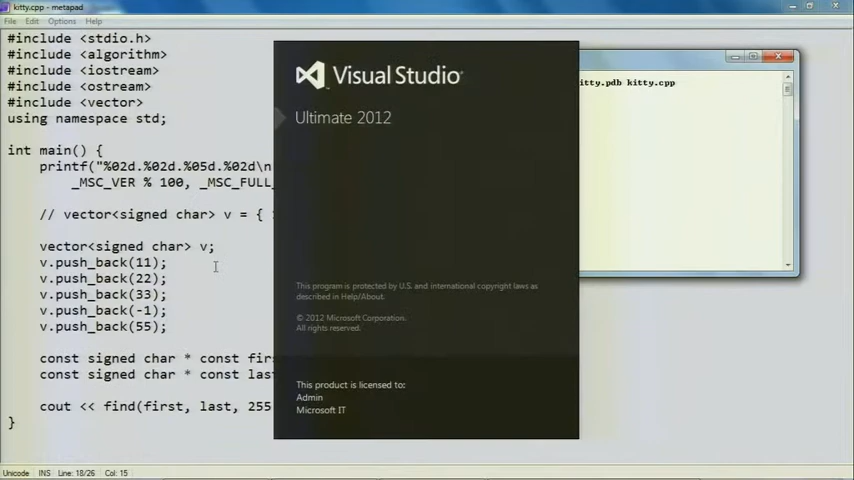 kitty.cpp - metapad
File Edit Options Help
#include <stdio.h>
#include <algorithm>
#include <iostream>
#include <ostream>
#include <vector>
using namespace std;
int main() {
printf("%02d.%02d.%05d.%02d\n
_MSC_VER % 100, _MSC_FULL_
// vector<signed char> v = {
vector<signed char> v;
v.push_back(11);
v.push_back(22);
v.push_back(33);
v.push_back(-1);
v.push_back(55);
const signed char * const firs
const signed char * const last
cout << find(first, last, 255
}
Unicode INS Line: 18/26 Col: 15
Visual Studio
Ultimate 2012
This program is protected by U.S. and international copyright laws as
described in Help/About.
© 2012 Microsoft Corporation.
All rights reserved.
This product is licensed to:
Admin
Microsoft IT
itty.pdb kitty.cpp